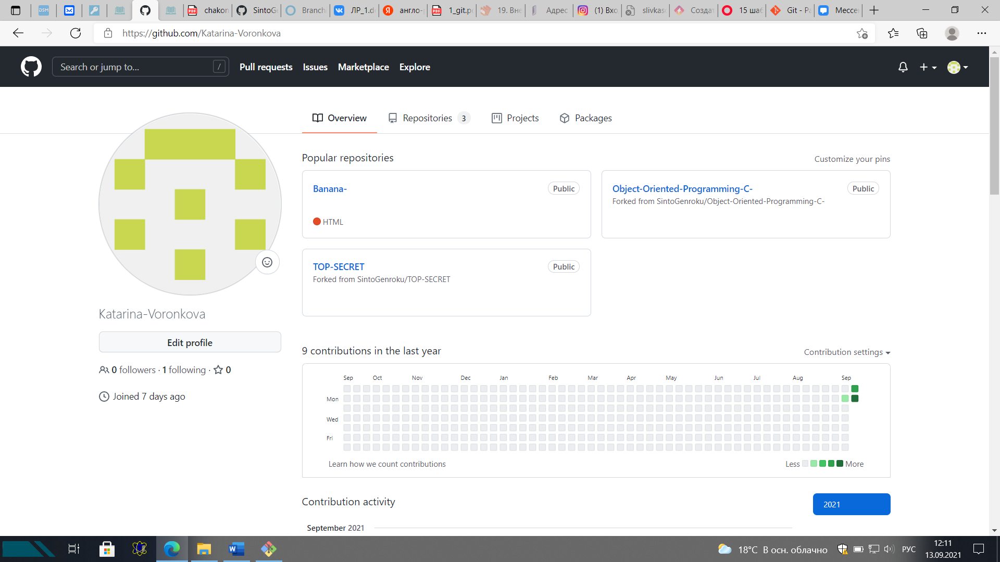 DSM
chakon
SintoGe
Branchi
ЛР_1.d
англо-
1_git.pd
19. Вне
Адрес
(1) Вхо
slivkas
Создат
15 шаб
Git - Pa
Мессе
https://github.com/Katarina-Voronkova
Search or jump to...
/
Pull requests
Issues
Marketplace
Explore
Overview
Repositories 3
Projects
Packages
Popular repositories
Customize your pins
Banana-
Public
HTML
Object-Oriented-Programming-C-
Public
Forked from SintoGenroku/Object-Oriented-Programming-C-
TOP-SECRET
Public
Forked from SintoGenroku/TOP-SECRET
Katarina-Voronkova
Edit profile
0 followers · 1 following · 0
Joined 7 days ago
9 contributions in the last year
Contribution settings
Sep Oct Nov Dec Jan Feb Mar Apr May Jun Jul Aug Sep
Mon
Wed
Fri
Learn how we count contributions
Less
More
Contribution activity
2021
September 2021
18°C В осн. облачно
РУС
12:11
13.09.2021